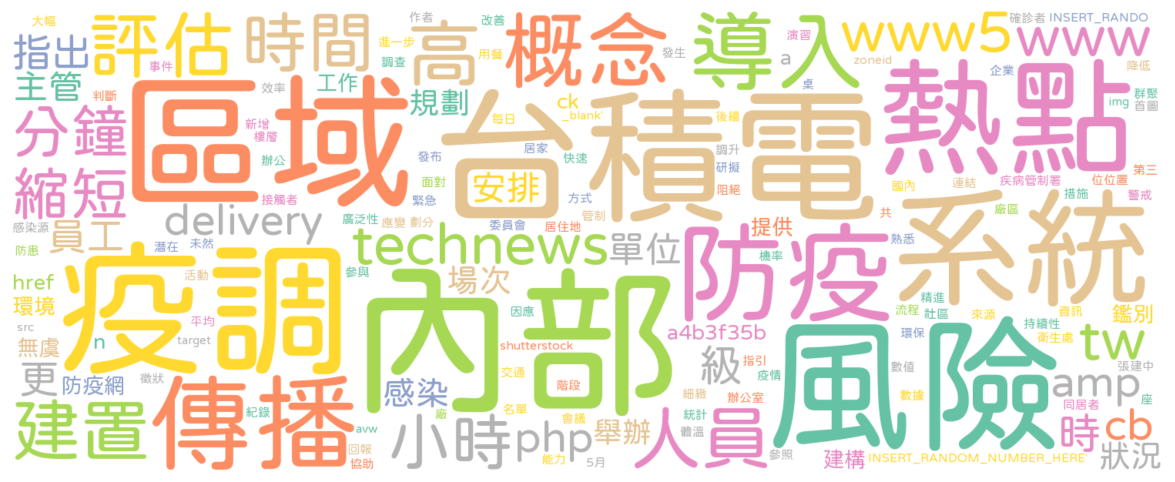 大幅
指出
評估
時間
作者
改善
進一步
用餐
調查
高
概念
發生
導入
演習
a
桌
www5
確診者
INSERT_RANDO
zoneid
www
企業
降低
主管
事件
判斷
效率
工作
規劃
ck
_blank'
每日
後續
熱點
群聚
img
首圖
分鐘
區域
新增
樓層
辦公
台積電
發布
居家
快速
調升
研擬
阻絕
國內
連結
疾病管制署
第三
位位置
縮短
接觸者
面對
緊急
安排
方式
管制
共
廠區
措施
警戒
感染源
員工
delivery
廣泛性
應變
劃分
委員會
居住地
提供
系統
防患
潛在
未然
technews
單位
防疫
熟悉
機率
href
環境
疫調
活動
參與
場次
內部
因應
流程
精進
社區
來源
資訊
鑑別
src
n
平均
target
shutterstock
a4b3f35b
環保
持續性
衛生處
tw
無虞
更
防疫網
徵狀
傳播
感染
交通
階段
級
指引
疫情
風險
數值
張建中
amp
細緻
辦公室
數據
座
建置
紀錄
avw
廠
名單
會議
統計
體溫
同居者
時
cb
回報
協助
小時
php
能力
舉辦
5月
人員
參照
建構
INSERT_RANDOM_NUMBER_HERE'
狀況